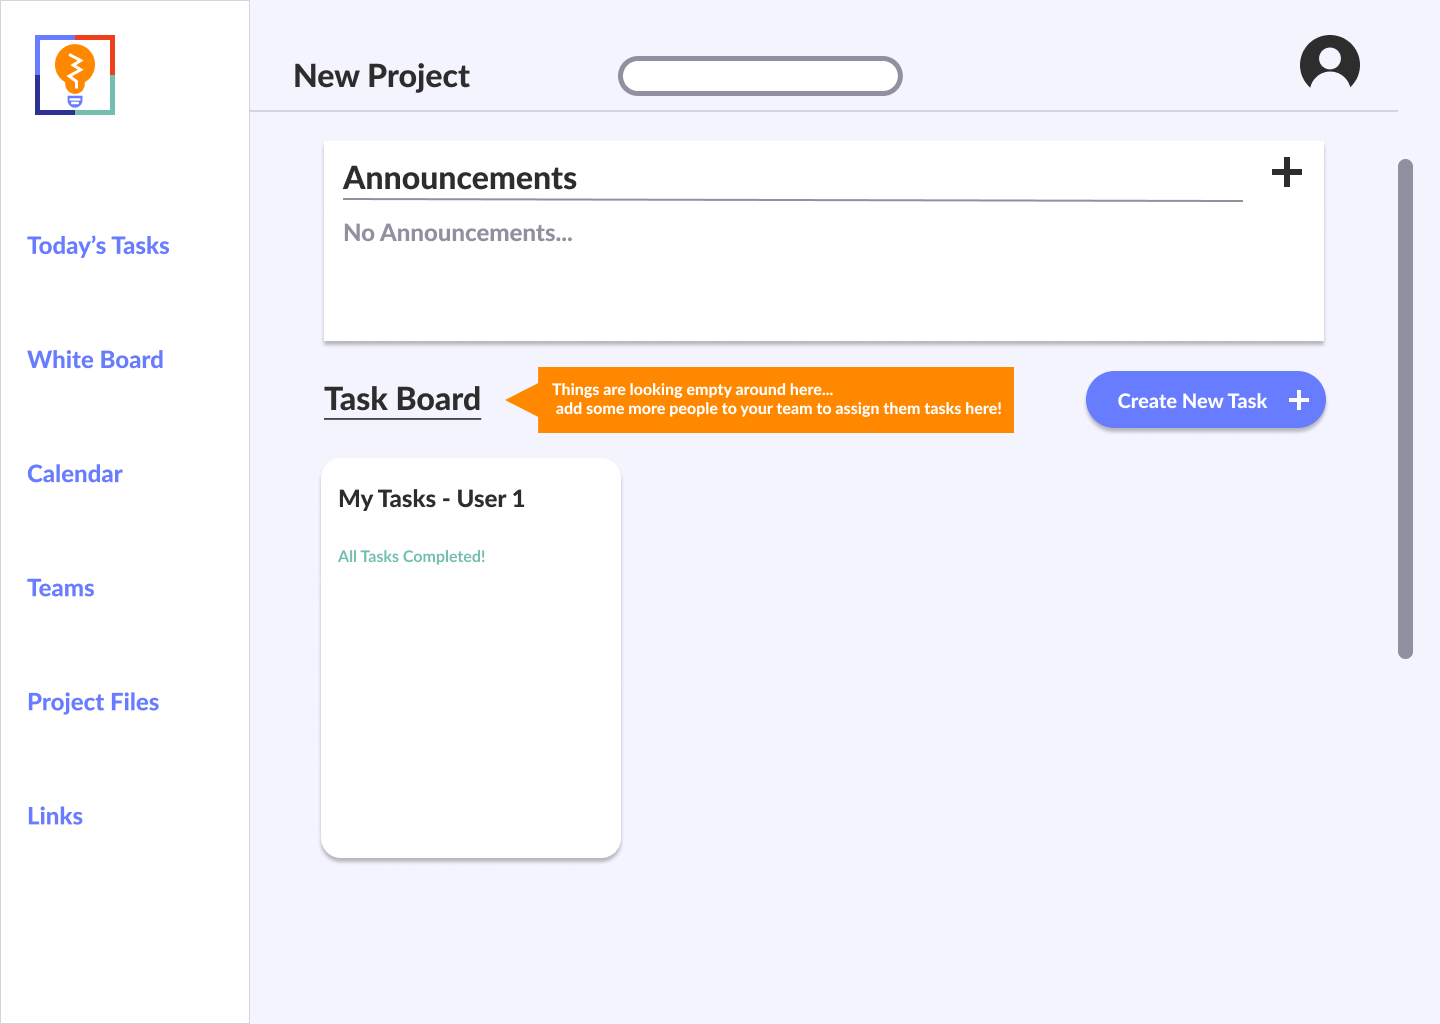 New Project
Announcements
No Announcements...
Today’s Tasks
White Board
Calendar
Teams
Project Files
Links
Task Board
Things are looking empty around here...
add some more people to your team to assign them tasks here!
Create New Task
My Tasks - User 1
All Tasks Completed!